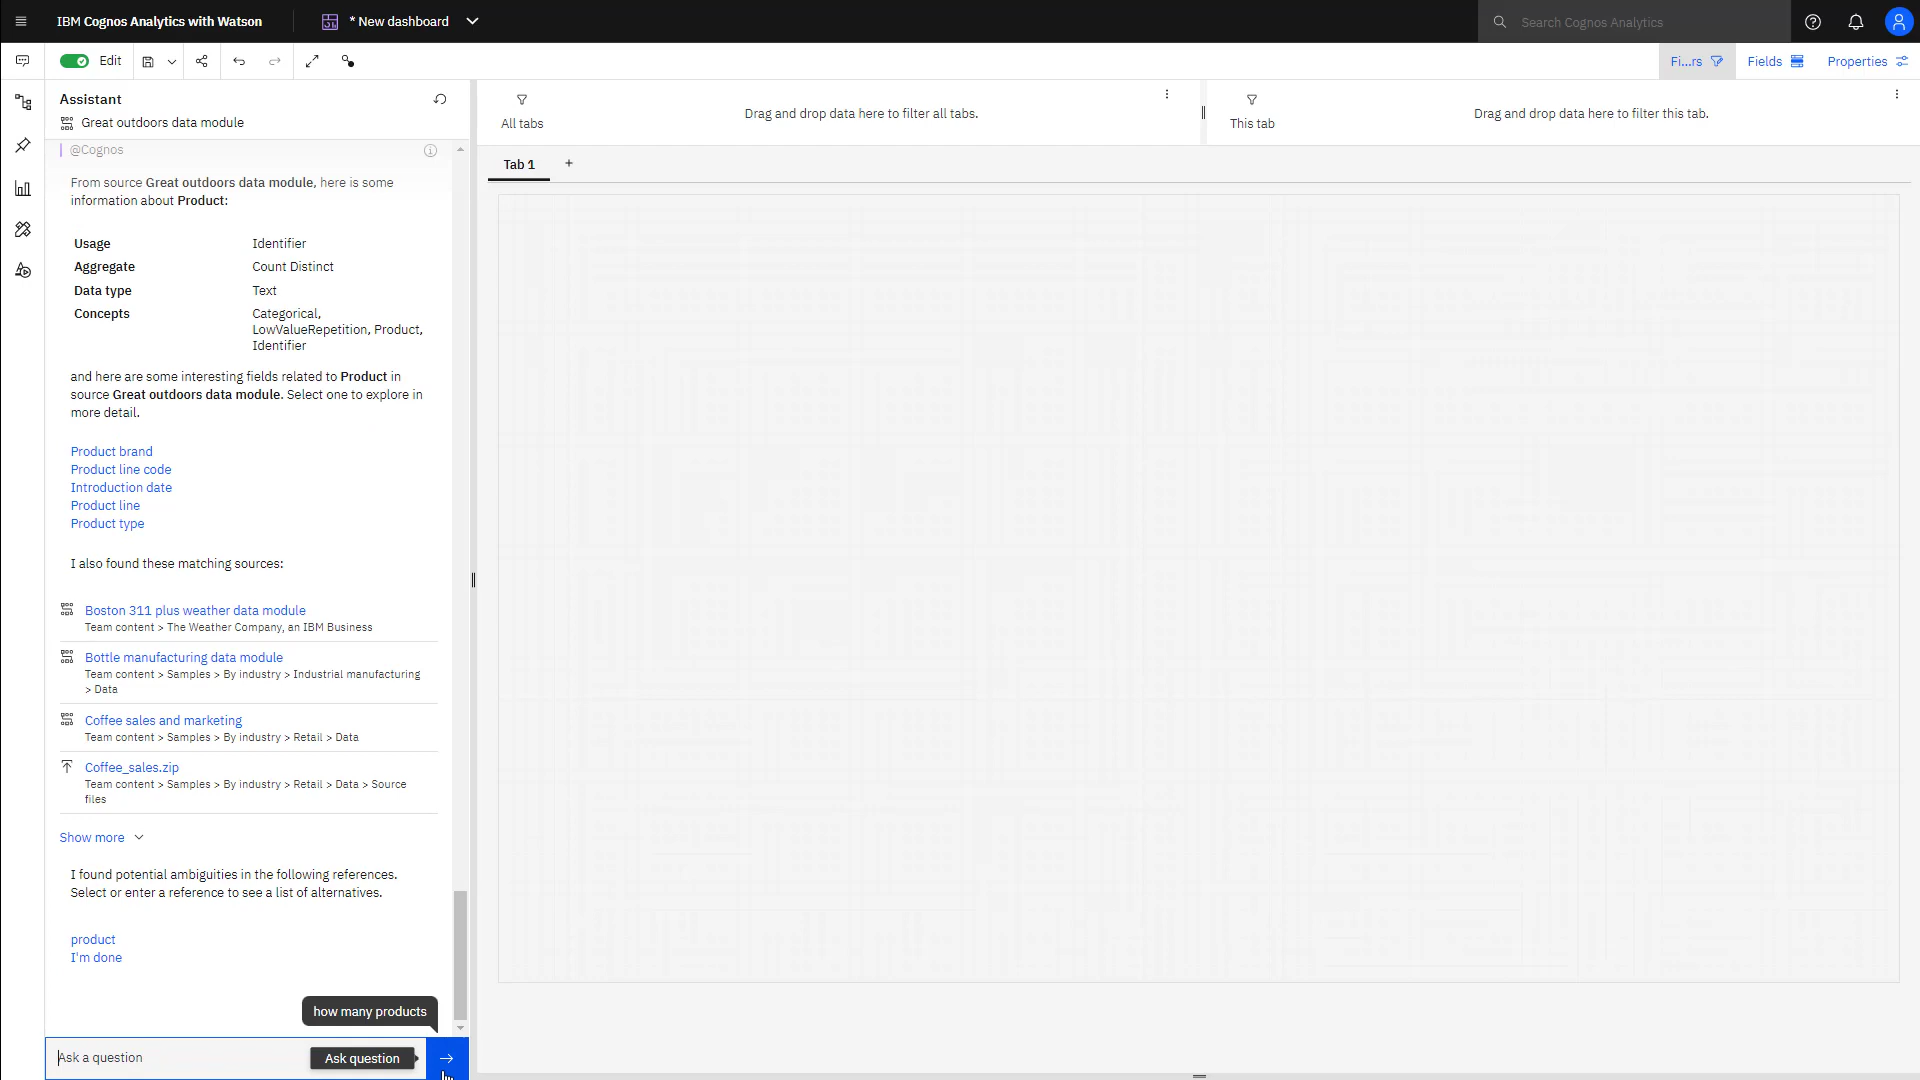 IBM Cognos Analytics with Watson
* New dashboard
Search Cognos Analytics
Edit
Fi...rs
Fields
Properties
Assistant
Great outdoors data module
All tabs
Drag and drop data here to filter all tabs.
This tab
Drag and drop data here to filter this tab.
Tab 1
+
@Cognos
From source Great outdoors data module, here is some
information about Product:
Usage Identifier
Aggregate Count Distinct
Data type Text
Concepts Categorical,
LowValueRepetition, Product,
Identifier
and here are some interesting fields related to Product in
source Great outdoors data module. Select one to explore in
more detail.
Product brand
Product line code
Introduction date
Product line
Product type
I also found these matching sources:
Boston 311 plus weather data module
Team content > The Weather Company, an IBM Business
Bottle manufacturing data module
Team content > Samples > By industry > Industrial manufacturing
> Data
Coffee sales and marketing
Team content > Samples > By industry > Retail > Data
Coffee_sales.zip
Team content > Samples > By industry > Retail > Data > Source
files
Show more
I found potential ambiguities in the following references.
Select or enter a reference to see a list of alternatives.
product
I'm done
how many products
Ask a question
Ask question